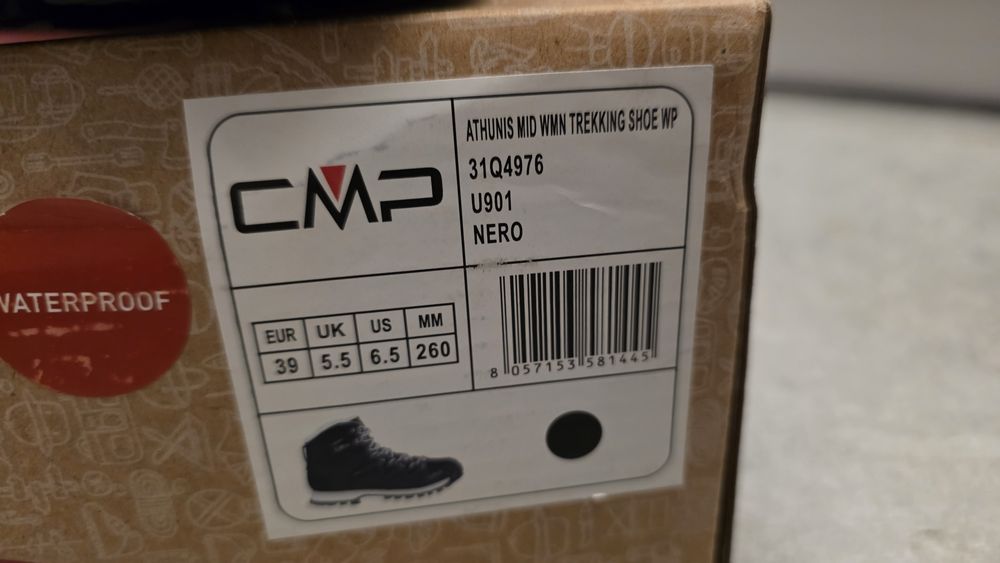 CMP
ATHUNIS MID WMN TREKKING SHOE WP
31Q4976
U901
NERO
WATERPROOF
EUR UK US MM
39 5.5 6.5 260
8 057153 581445